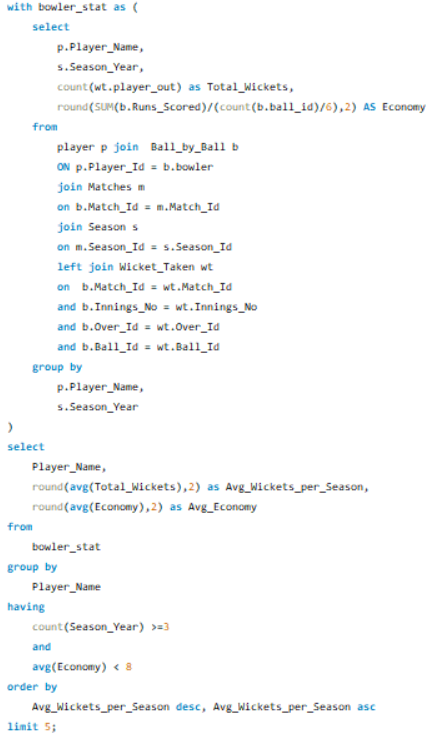 with bowler_stat as (
select
p.Player_Name,
s.Season_Year,
count(wt.player_out) as Total_Wickets,
round(SUM(b.Runs_Scored)/(count(b.ball_id)/6),2) AS Economy
from
player p join  Ball_by_Ball b
ON p.Player_Id = b.bowler
join Matches m
on b.Match_Id = m.Match_Id
join Season s
on m.Season_Id = s.Season_Id
left join Wicket_Taken wt
on  b.Match_Id = wt.Match_Id
and b.Innings_No = wt.Innings_No
and b.Over_Id = wt.Over_Id
and b.Ball_Id = wt.Ball_Id
group by
p.Player_Name,
s.Season_Year
)
select
Player_Name,
round(avg(Total_Wickets),2) as Avg_Wickets_per_Season,
round(avg(Economy),2) as Avg_Economy
from
bowler_stat
group by
Player_Name
having
count(Season_Year) >=3
and
avg(Economy) < 8
order by
Avg_Wickets_per_Season desc, Avg_Wickets_per_Season asc
limit 5;